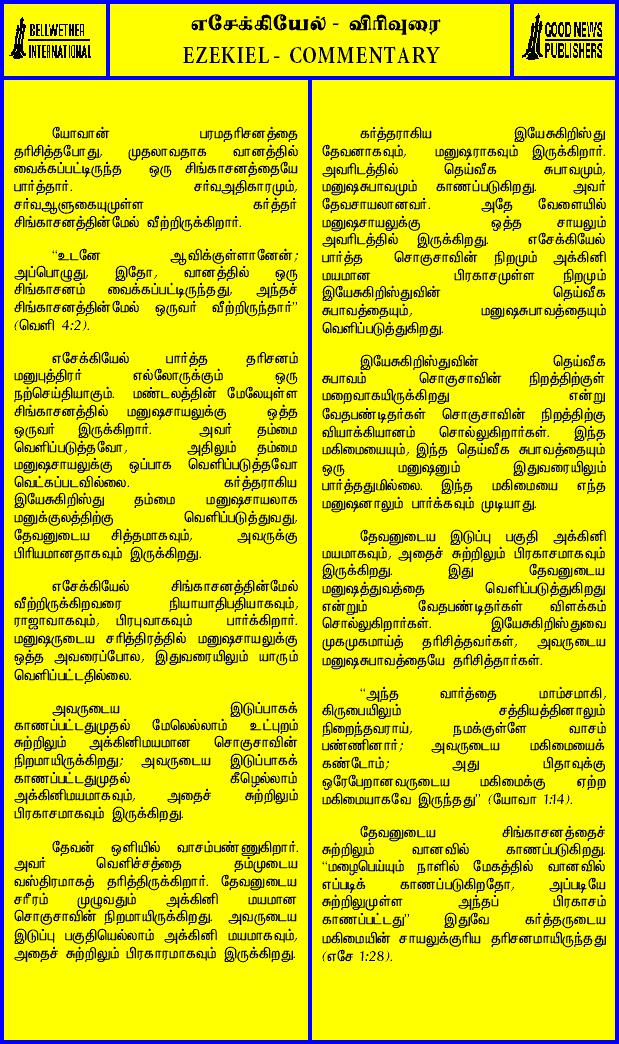 BELLWETHER
INTERNATIONAL
எசேக்கியேல் - விரிவுரை
EZEKIEL - COMMENTARY
GOOD NEWS
PUBLISHERS
யோவான் பரமதரிசனத்தை
தரிசித்தபோது, முதலாவதாக வானத்தில்
வைக்கப்பட்டிருந்த ஒரு சிங்காசனத்தையே
பார்த்தார். சர்வஅதிகாரமும்,
சர்வஆளுகையுமுள்ள கர்த்தர்
சிங்காசனத்தின்மேல் வீற்றிருக்கிறார்.
“உடனே ஆவிக்குள்ளானேன்;
அப்பொழுது, இதோ, வானத்தில் ஒரு
சிங்காசனம் வைக்கப்பட்டிருந்தது, அந்தச்
சிங்காசனத்தின்மேல் ஒருவர் வீற்றிருந்தார்”
(வெளி 4:2).
எசேக்கியேல் பார்த்த தரிசனம்
மனுபுத்திரர் எல்லோருக்கும் ஒரு
நற்செய்தியாகும். மண்டலத்தின் மேலேயுள்ள
சிங்காசனத்தில் மனுஷசாயலுக்கு ஒத்த
ஒருவர் இருக்கிறார். அவர் தம்மை
வெளிப்படுத்தவோ, அதிலும் தம்மை
மனுஷசாயலுக்கு ஒப்பாக வெளிப்படுத்தவோ
வெட்கப்படவில்லை. கர்த்தராகிய
இயேசுகிறிஸ்து தம்மை மனுஷசாயலாக
மனுக்குலத்திற்கு வெளிப்படுத்துவது,
தேவனுடைய சித்தமாகவும், அவருக்கு
பிரியமானதாகவும் இருக்கிறது.
எசேக்கியேல் சிங்காசனத்தின்மேல்
வீற்றிருக்கிறவரை நியாயாதிபதியாகவும்,
ராஜாவாகவும், பிரபுவாகவும் பார்க்கிறார்.
மனுஷருடைய சரித்திரத்தில் மனுஷசாயலுக்கு
ஒத்த அவரைப்போல, இதுவரையிலும் யாரும்
வெளிப்பட்டதில்லை.
அவருடைய இடுப்பாகக்
காணப்பட்டதுமுதல் மேலெல்லாம் உட்புறம்
சுற்றிலும் அக்கினிமயமான சொகுசாவின்
நிறமாயிருக்கிறது; அவருடைய இடுப்பாகக்
காணப்பட்டதுமுதல் கீழெல்லாம்
அக்கினிமயமாகவும், அதைச் சுற்றிலும்
பிரகாசமாகவும் இருக்கிறது.
தேவன் ஒளியில் வாசம்பண்ணுகிறார்.
அவர் வெளிச்சத்தை தம்முடைய
வஸ்திரமாகத் தரித்திருக்கிறார். தேவனுடைய
சரீரம் முழுவதும் அக்கினி மயமான
சொகுசாவின் நிறமாயிருக்கிறது. அவருடைய
இடுப்பு பகுதியெல்லாம் அக்கினி மயமாகவும்,
அதைச் சுற்றிலும் பிரகாரமாகவும் இருக்கிறது.
கர்த்தராகிய இயேசுகிறிஸ்து
தேவனாகவும், மனுஷராகவும் இருக்கிறார்.
அவரிடத்தில் தெய்வீக சுபாவமும்,
மனுஷசுபாவமும் காணப்படுகிறது. அவர்
தேவசாயலானவர். அதே வேளையில்
மனுஷசாயலுக்கு ஒத்த சாயலும்
அவரிடத்தில் இருக்கிறது. எசேக்கியேல்
பார்த்த சொகுசாவின் நிறமும் அக்கினி
மயமான பிரகாசமுள்ள நிறமும்
இயேசுகிறிஸ்துவின் தெய்வீக
சுபாவத்தையும், மனுஷசுபாவத்தையும்
வெளிப்படுத்துகிறது.
இயேசுகிறிஸ்துவின் தெய்வீக
சுபாவம் சொகுசாவின் நிறத்திற்குள்
மறைவாகயிருக்கிறது என்று
வேதபண்டிதர்கள் சொகுசாவின் நிறத்திற்கு
வியாக்கியானம் சொல்லுகிறார்கள். இந்த
மகிமையையும், இந்த தெய்வீக சுபாவத்தையும்
ஒரு மனுஷனும் இதுவரையிலும்
பார்த்ததுமில்லை. இந்த மகிமையை எந்த
மனுஷனாலும் பார்க்கவும் முடியாது.
தேவனுடைய இடுப்பு பகுதி அக்கினி
மயமாகவும், அதைச் சுற்றிலும் பிரகாசமாகவும்
இருக்கிறது. இது தேவனுடைய
மனுஷத்துவத்தை வெளிப்படுத்துகிறது
என்றும் வேதபண்டிதர்கள் விளக்கம்
சொல்லுகிறார்கள். இயேசுகிறிஸ்துவை
முகமுகமாய்த் தரிசித்தவர்கள், அவருடைய
மனுஷசுபாவத்தையே தரிசித்தார்கள்.
“அந்த வார்த்தை மாம்சமாகி,
கிருபையிலும் சத்தியத்தினாலும்
நிறைந்தவராய், நமக்குள்ளே வாசம்
பண்ணினார்; அவருடைய மகிமையைக்
கண்டோம்; அது பிதாவுக்கு
ஒரேபேறானவருடைய மகிமைக்கு ஏற்ற
மகிமையாகவே இருந்தது” (யோவா 1:14).
தேவனுடைய சிங்காசனத்தைச்
சுற்றிலும் வானவில் காணப்படுகிறது.
“மழைபெய்யும் நாளில் மேகத்தில் வானவில்
எப்படிக் காணப்படுகிறதோ, அப்படியே
சுற்றிலுமுள்ள அந்தப் பிரகாசம்
காணப்பட்டது” இதுவே கர்த்தருடைய
மகிமையின் சாயலுக்குரிய தரிசனமாயிருந்தது
(எசே 1:28).